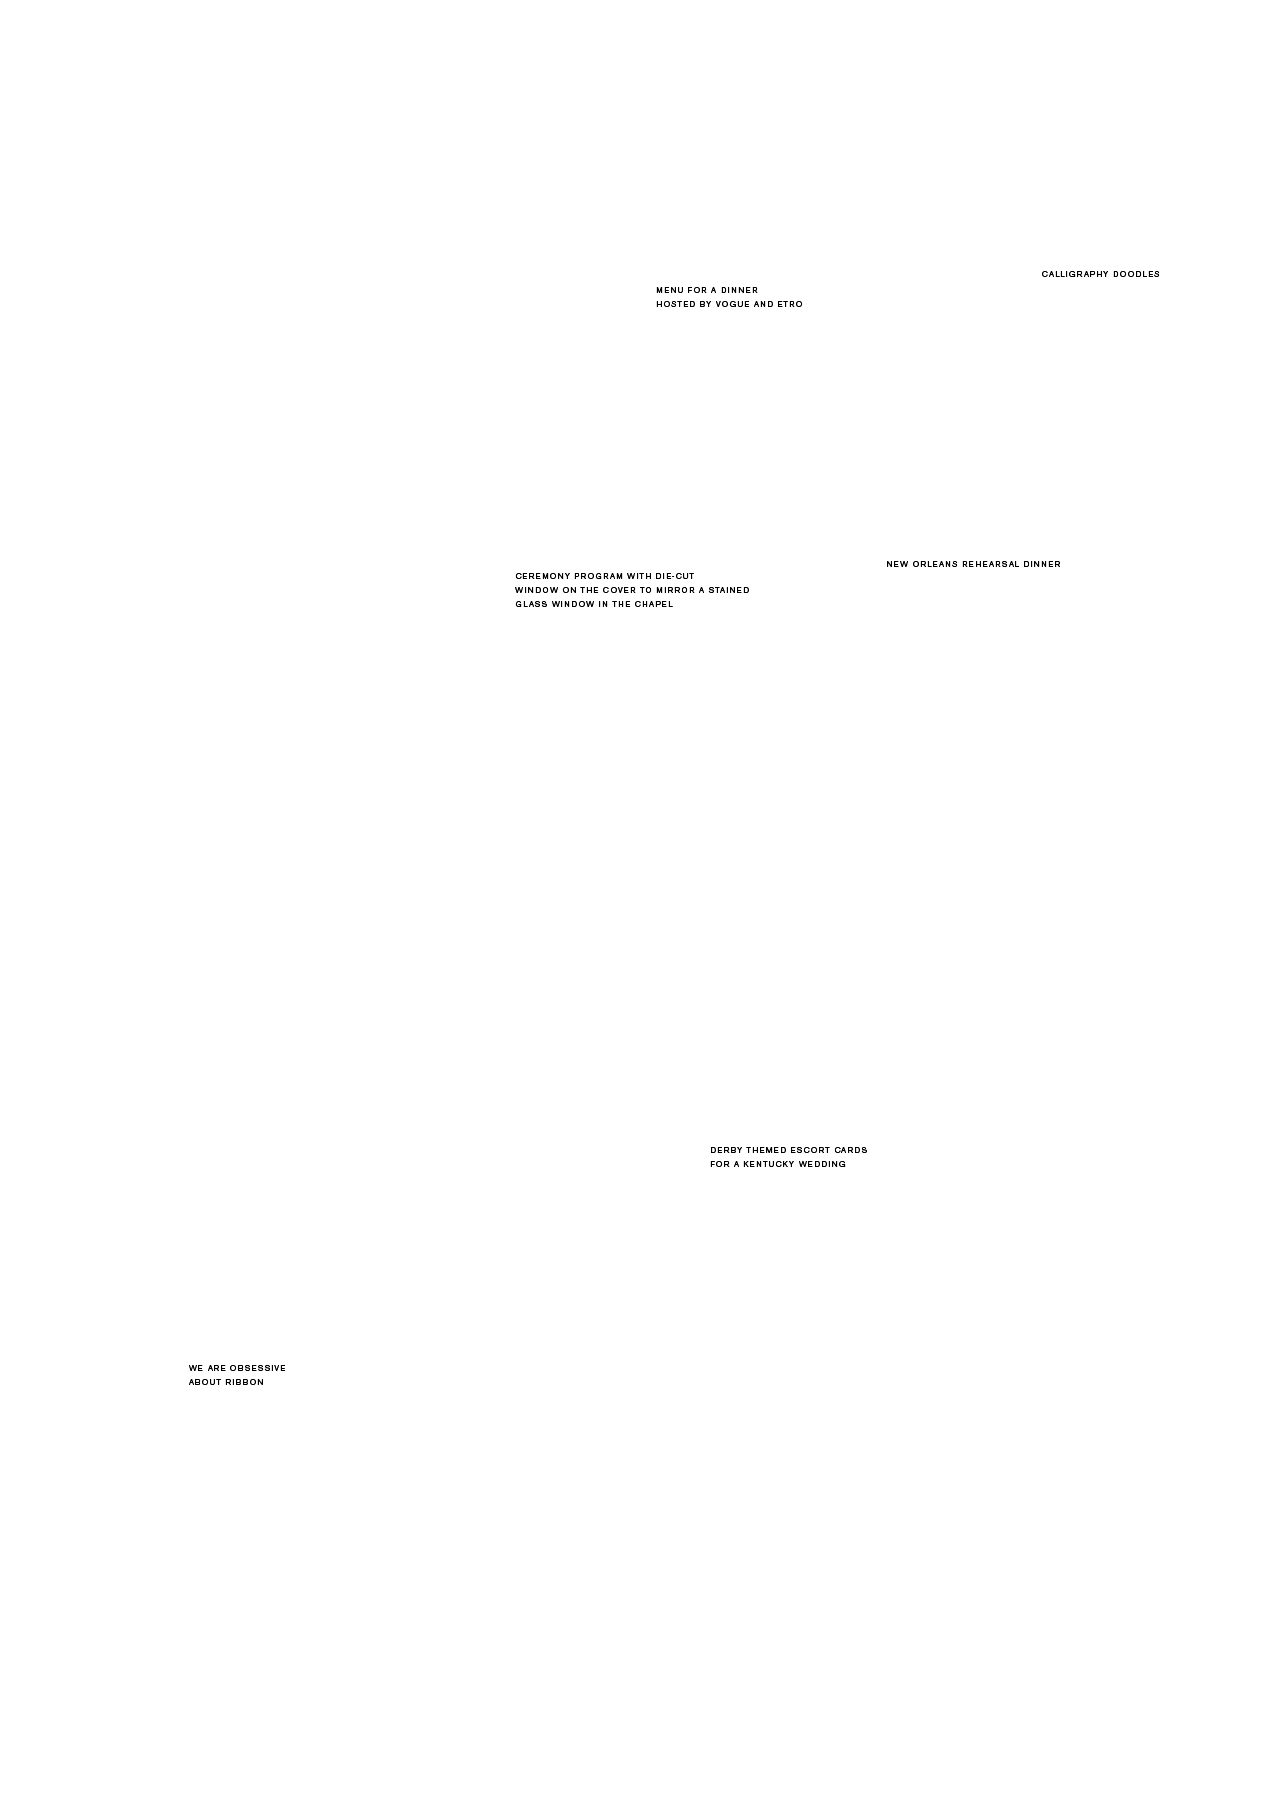 CALLIGRAPHY DOODLES
MENU FOR A DINNER
HOSTED BY VOGUE AND ETRO
NEW ORLEANS REHEARSAL DINNER
CEREMONY PROGRAM WITH DIE-CUT
WINDOW ON THE COVER TO MIRROR A STAINED
GLASS WINDOW IN THE CHAPEL
DERBY THEMED ESCORT CARDS
FOR A KENTUCKY WEDDING
WE ARE OBSESSIVE
ABOUT RIBBON